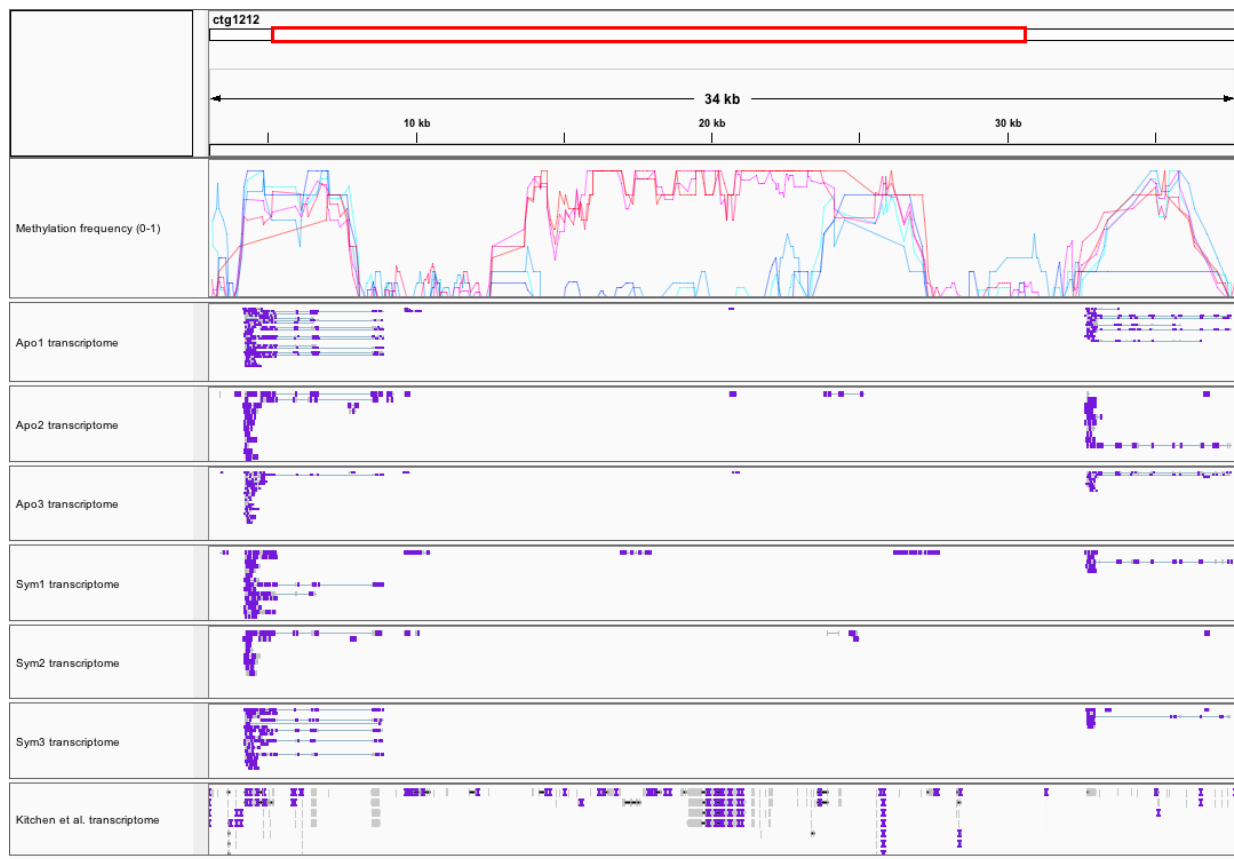 ctg1212
34 kb
10 kb 20 kb 30 kb
Methylation frequency (0-1)
Apo1 transcriptome
Apo2 transcriptome
Apo3 transcriptome
Sym1 transcriptome
Sym2 transcriptome
Sym3 transcriptome
Kitchen et al. transcriptome